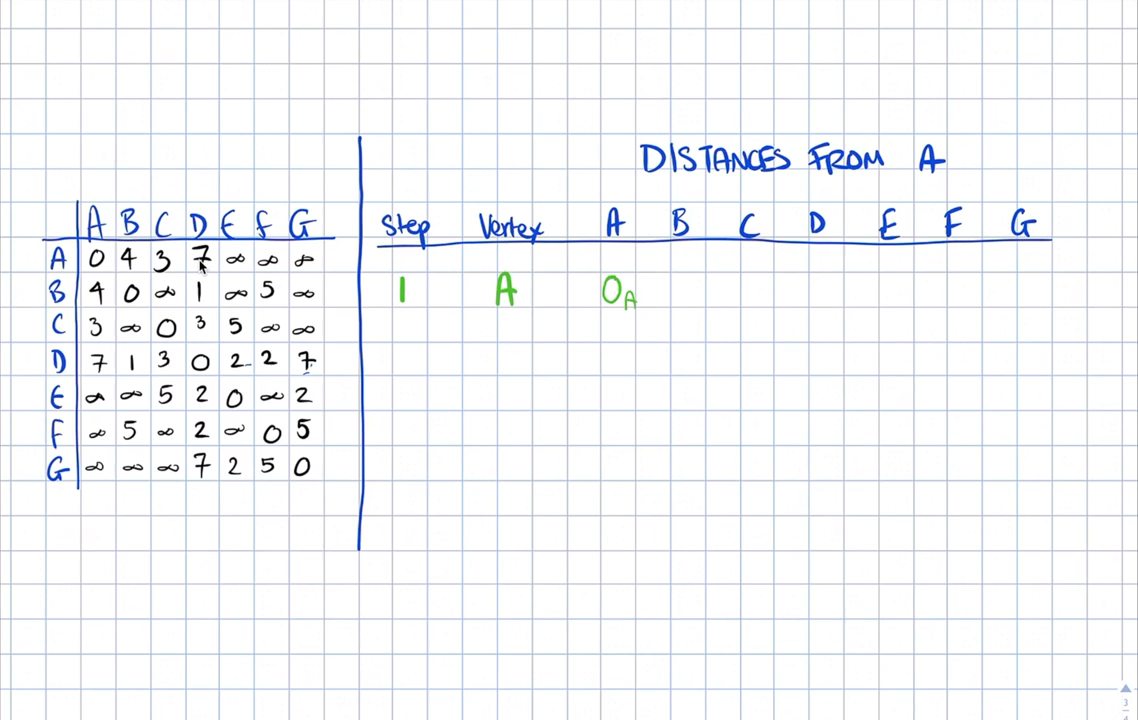 DISTANCES FROM A
A B C D E F G
Step Vertex A B C D E F G
A 0 4 3 7 ∞ ∞ ∞
B 4 0 ∞ 1 ∞ 5 ∞
1 A 0A
C 3 ∞ 0 3 5 ∞ ∞
D 7 1 3 0 2 2 7
E ∞ ∞ 5 2 0 ∞ 2
F ∞ 5 ∞ 2 ∞ 0 5
G ∞ ∞ ∞ 7 2 5 0
3